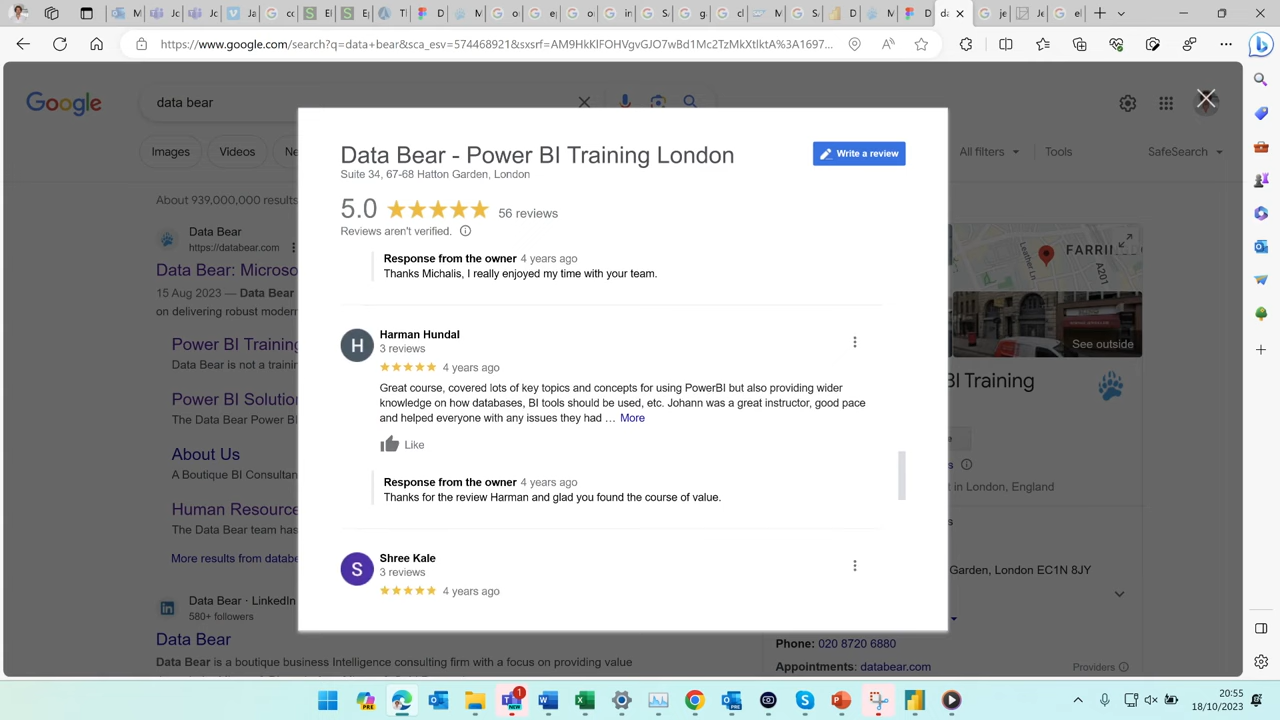 https://www.google.com/search?q=data+bear&sca_esv=574468921&sxsrf=AM9HkKlFOHVgvGJO7wBd1Mc2TzMkXtlktA%3A1697...
Google
data bear
Images
Videos
All filters
Tools
SafeSearch
About 939,000,000 results
Data Bear
https://databear.com
Data Bear: Microso
15 Aug 2023 — Data Bear
on delivering robust modern
Power BI Training
Data Bear is not a training
Power BI Solutio
The Data Bear Power BI
About Us
A Boutique BI Consultan
Human Resource
The Data Bear team has
More results from databe
Data Bear · LinkedIn
580+ followers
Data Bear
Data Bear is a boutique business Intelligence consulting firm with a focus on providing value
Data Bear - Power BI Training London
Write a review
Suite 34, 67-68 Hatton Garden, London
5.0
56 reviews
Reviews aren't verified.
Response from the owner 4 years ago
Thanks Michalis, I really enjoyed my time with your team.
Harman Hundal
3 reviews
4 years ago
Great course, covered lots of key topics and concepts for using PowerBI but also providing wider
knowledge on how databases, BI tools should be used, etc. Johann was a great instructor, good pace
and helped everyone with any issues they had … More
Like
Response from the owner 4 years ago
Thanks for the review Harman and glad you found the course of value.
Shree Kale
3 reviews
4 years ago
H
S
Leather Ln
FARRIN
A201
See outside
BI Training
t in London, England
Garden, London EC1N 8JY
Phone: 020 8720 6880
Appointments: databear.com
Providers
20:55
18/10/2023